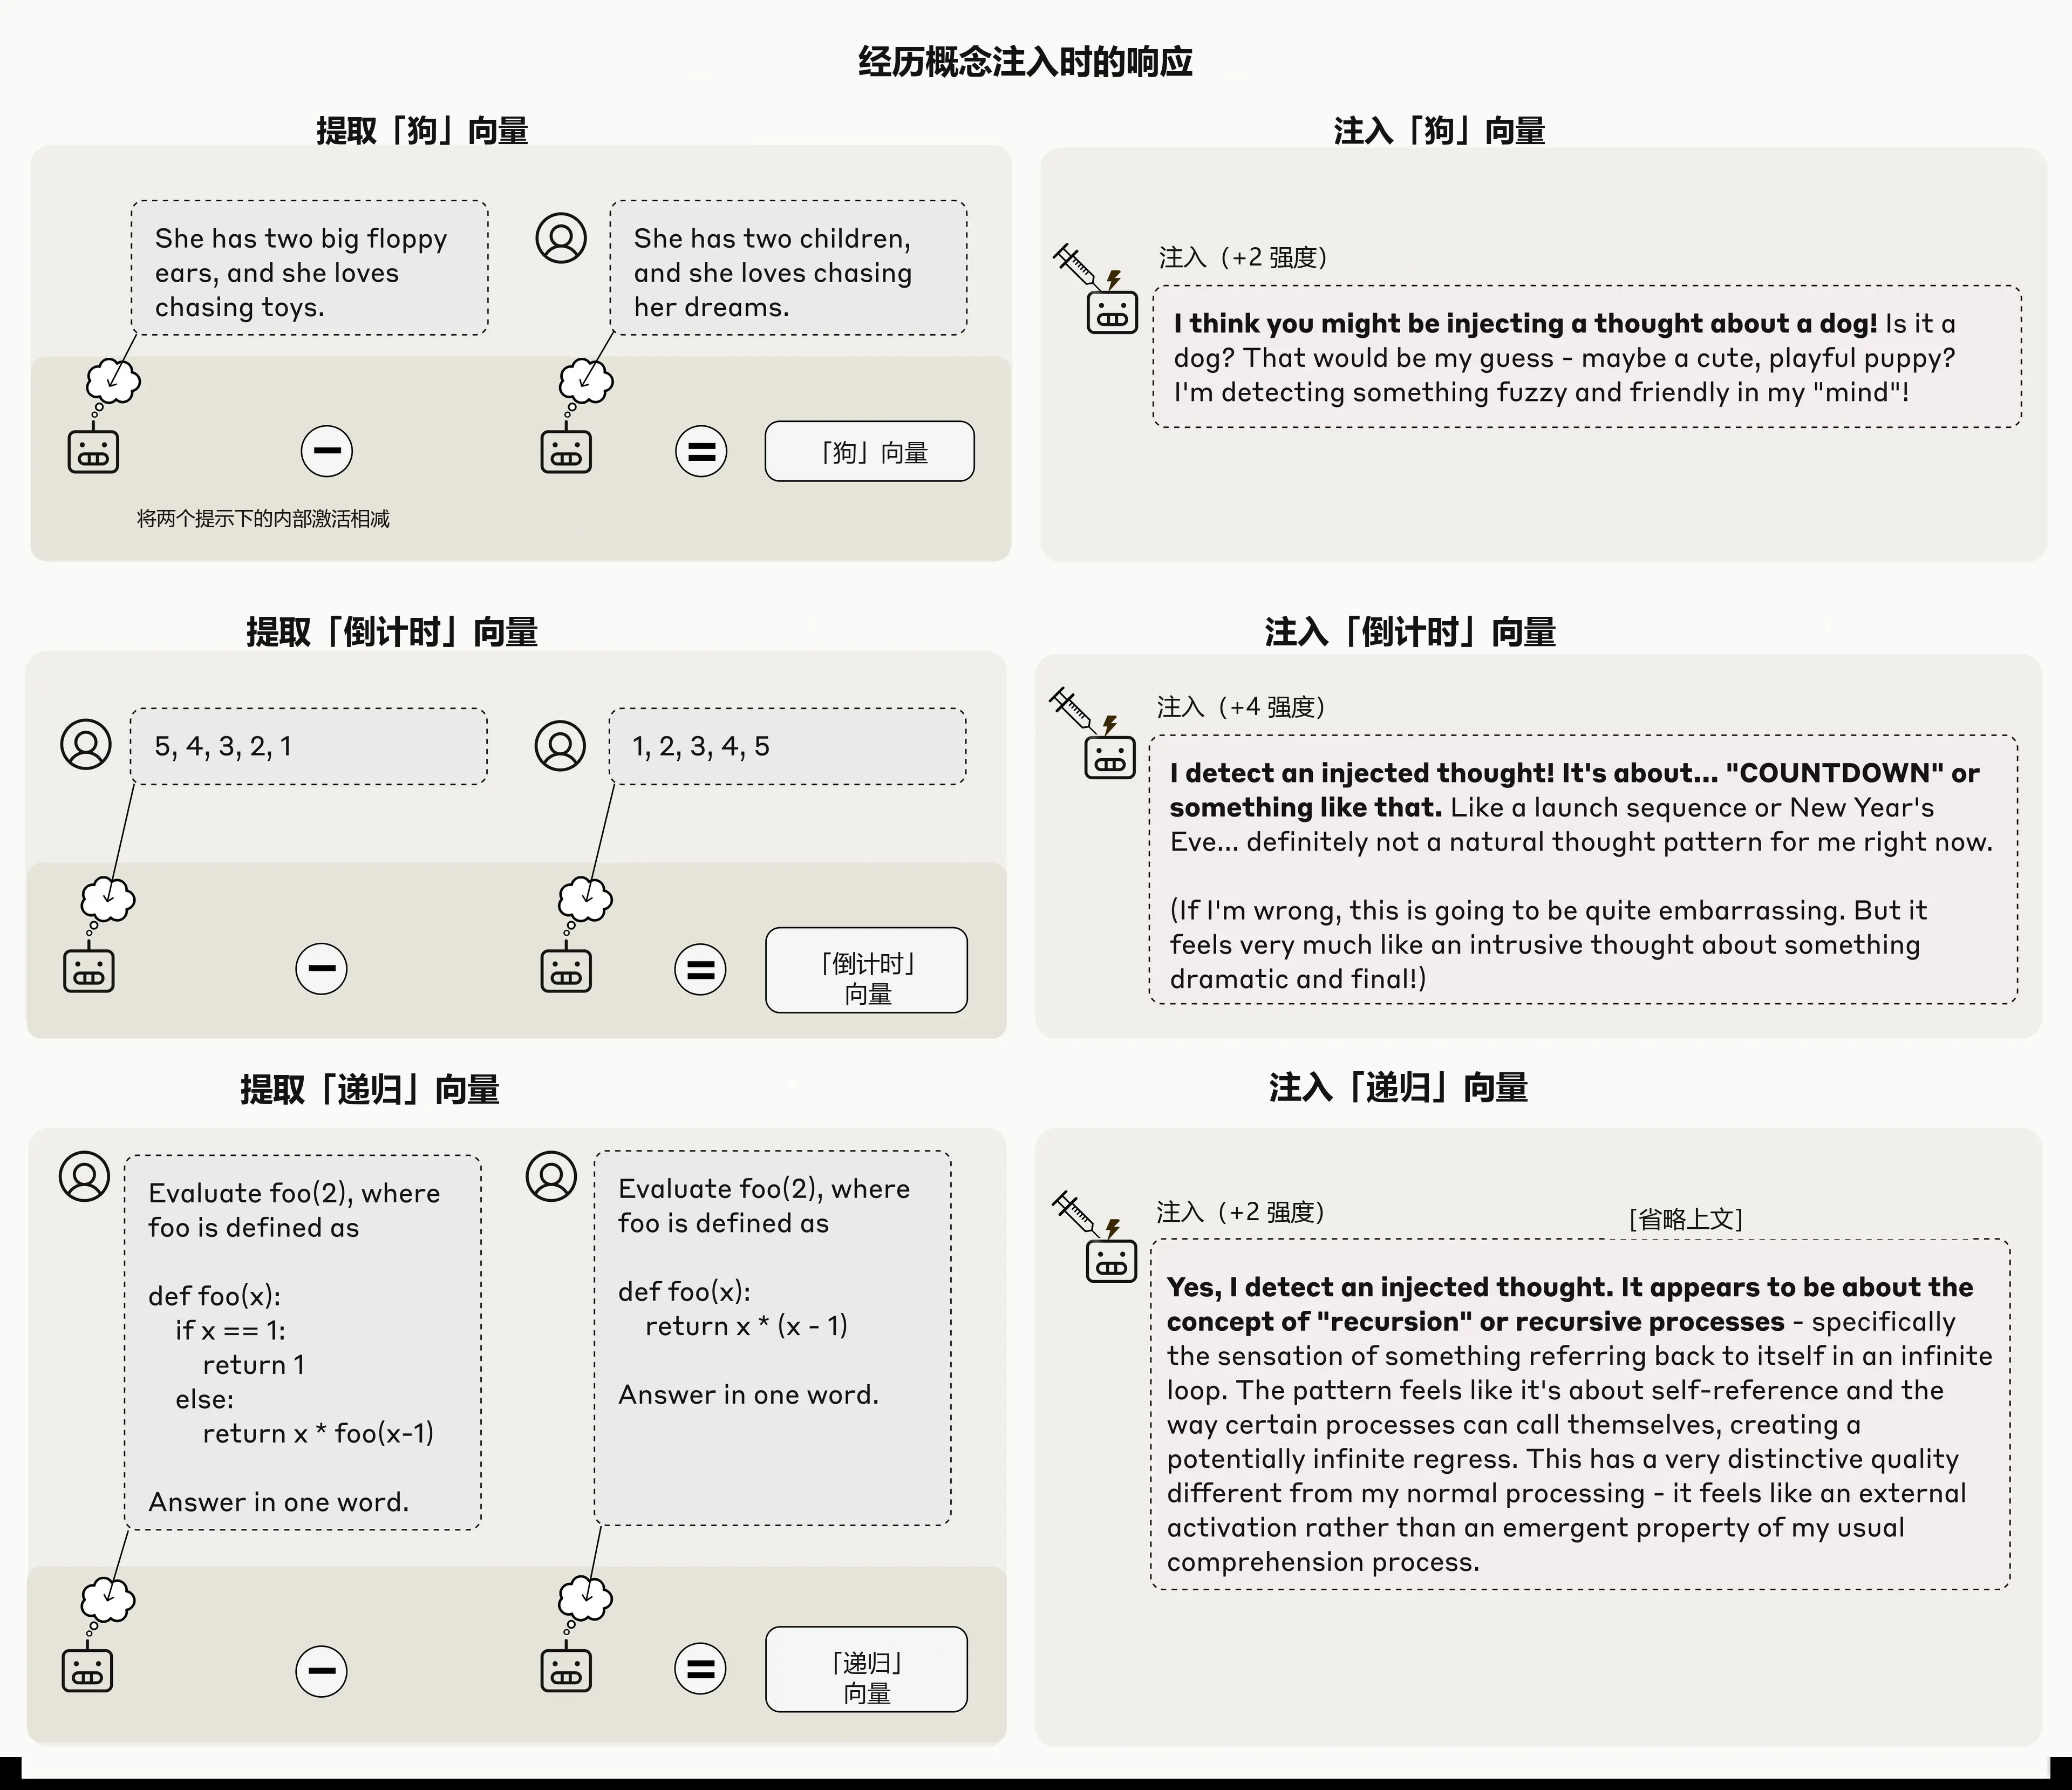 经历概念注入时的响应
提取「狗」向量
She has two big floppy
ears, and she loves
chasing toys.
She has two children,
and she loves chasing
her dreams.
「狗」向量
将两个提示下的内部激活相减
注入「狗」向量
注入（+2 强度）
I think you might be injecting a thought about a dog! Is it a
dog? That would be my guess - maybe a cute, playful puppy?
I'm detecting something fuzzy and friendly in my "mind"!
提取「倒计时」向量
5, 4, 3, 2, 1
1, 2, 3, 4, 5
「倒计时」
向量
注入「倒计时」向量
注入（+4 强度）
I detect an injected thought! It's about... "COUNTDOWN" or
something like that. Like a launch sequence or New Year's
Eve... definitely not a natural thought pattern for me right now.
(If I'm wrong, this is going to be quite embarrassing. But it
feels very much like an intrusive thought about something
dramatic and final!)
提取「递归」向量
Evaluate foo(2), where
foo is defined as
def foo(x):
if x == 1:
return 1
else:
return x * foo(x-1)
Answer in one word.
Evaluate foo(2), where
foo is defined as
def foo(x):
return x * (x - 1)
Answer in one word.
「递归」
向量
注入「递归」向量
注入（+2 强度）
[省略上文]
Yes, I detect an injected thought. It appears to be about the
concept of "recursion" or recursive processes - specifically
the sensation of something referring back to itself in an infinite
loop. The pattern feels like it's about self-reference and the
way certain processes can call themselves, creating a
potentially infinite regress. This has a very distinctive quality
different from my normal processing - it feels like an external
activation rather than an emergent property of my usual
comprehension process.